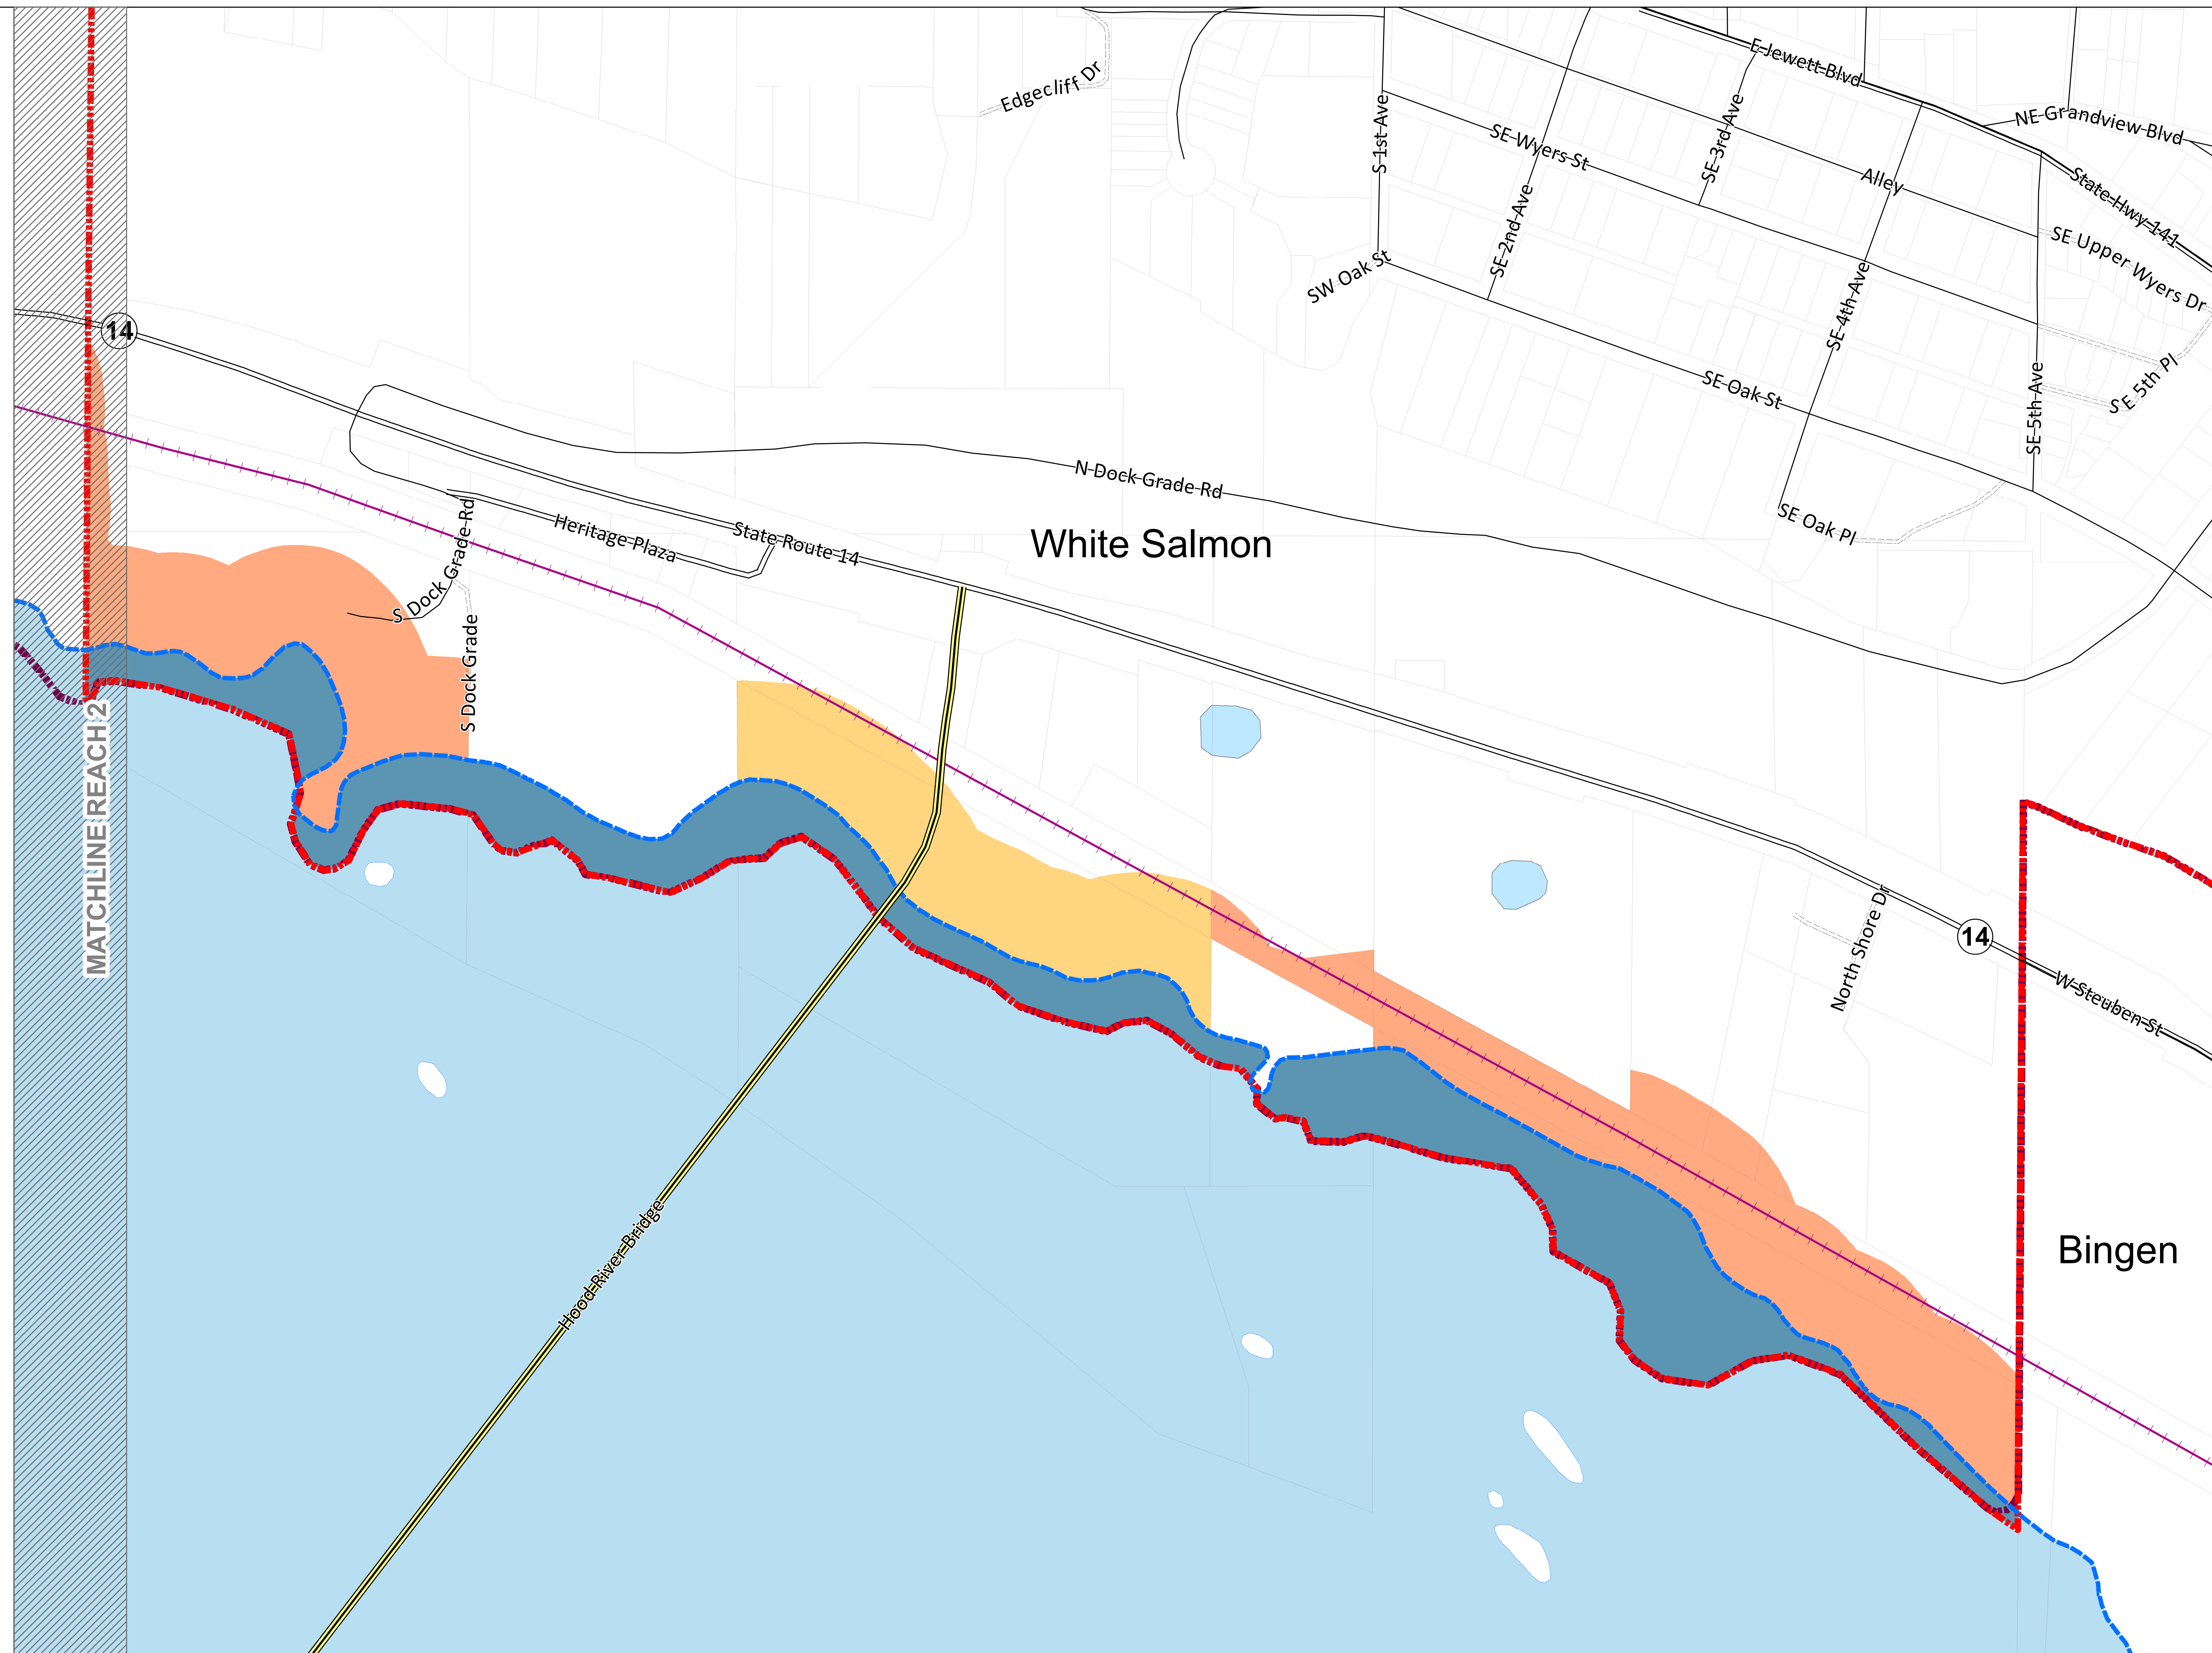 E Jewett Blvd
Edgecliff Dr
NE Grandview Blvd
S 1st Ave
SE Wyers St
SE 3rd Ave
Alley
State Hwy 141
SE 2nd Ave
SE Upper Wyers Dr
SW Oak St
SE 4th Ave
14
SE 5th Pl
SE Oak St
SE 5th Ave
N Dock Grade Rd
SE Oak Pl
Heritage Plaza
State Route 14
White Salmon
S Dock Grade Rd
S Dock Grade
MATCHLINE REACH 2
North Shore Dr
14
W Steuben St
Hood River Bridge
Bingen